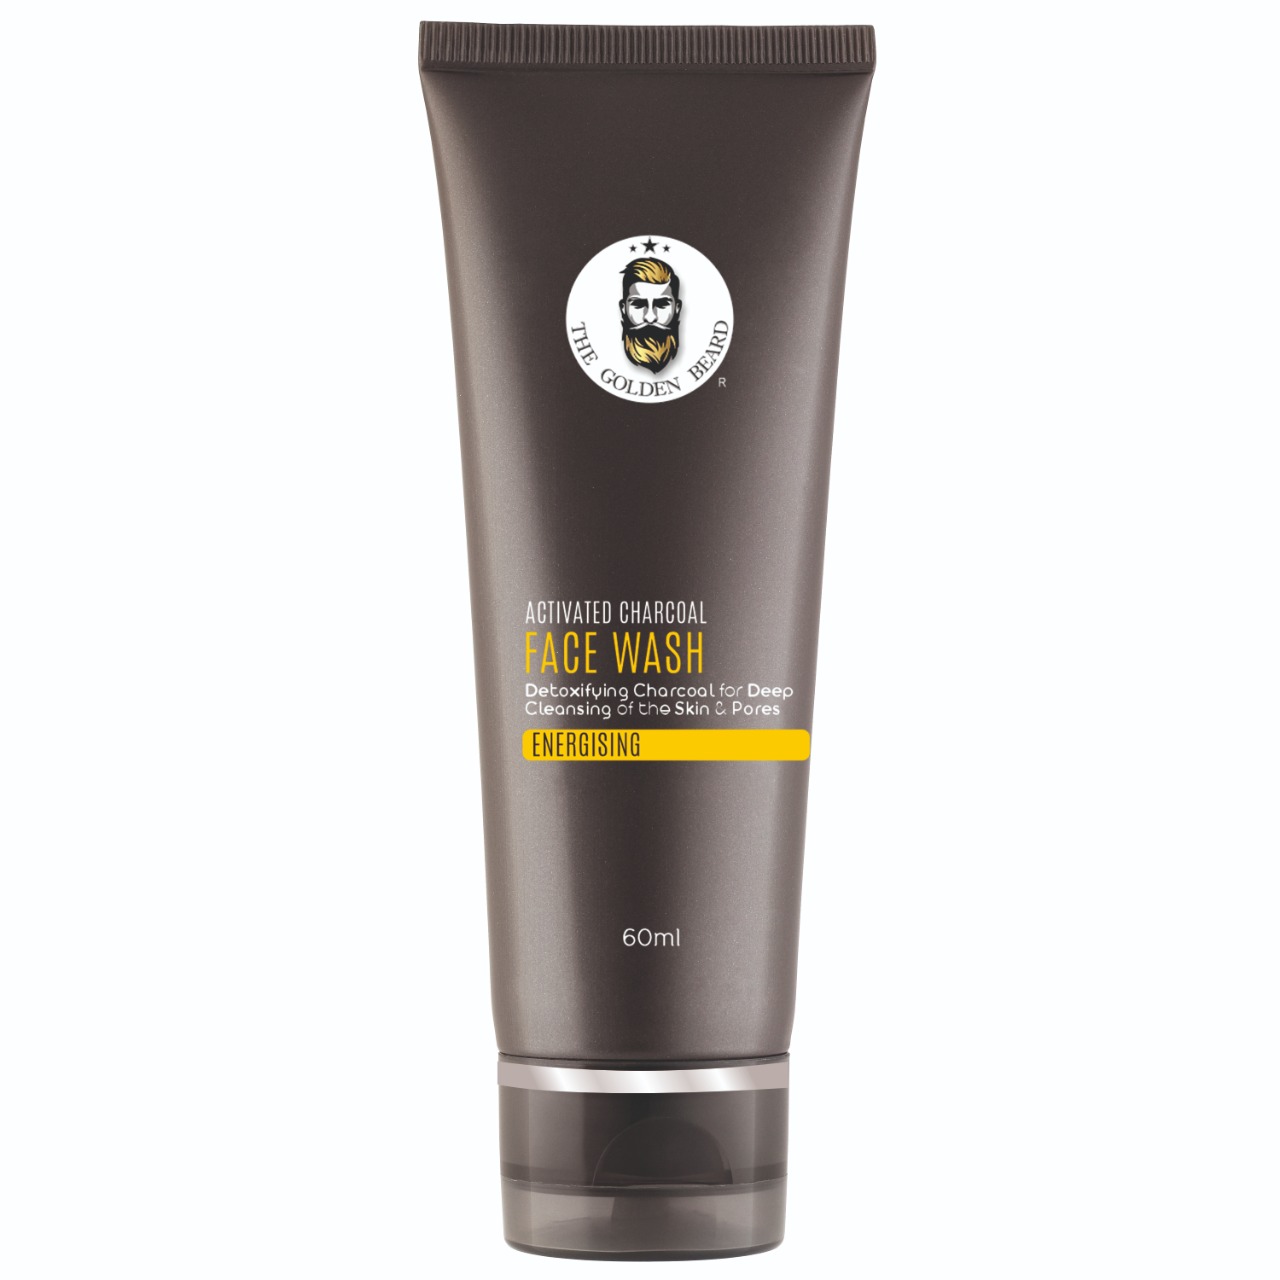 THE GOLDEN BEARD
R
ACTIVATED CHARCOAL
FACE WASH
Detoxifying Charcoal for Deep
Cleansing of the Skin & Pores
ENERGISING
60ml